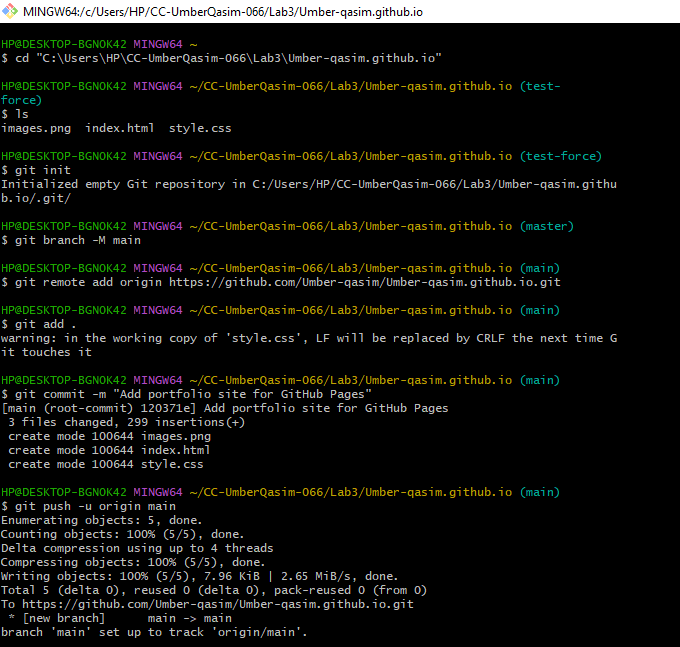 MINGW64:/c/Users/HP/CC-UmberQasim-066/Lab3/Umber-qasim.github.io
HP@DESKTOP-BGNOK42 MINGW64 ~
$ cd "C:\Users\HP\CC-UmberQasim-066\Lab3\Umber-qasim.github.io"
HP@DESKTOP-BGNOK42 MINGW64 ~/CC-UmberQasim-066/Lab3/Umber-qasim.github.io (test-
force)
$ ls
images.png  index.html  style.css
HP@DESKTOP-BGNOK42 MINGW64 ~/CC-UmberQasim-066/Lab3/Umber-qasim.github.io (test-force)
$ git init
Initialized empty Git repository in C:/Users/HP/CC-UmberQasim-066/Lab3/Umber-qasim.githu
b.io/.git/
HP@DESKTOP-BGNOK42 MINGW64 ~/CC-UmberQasim-066/Lab3/Umber-qasim.github.io (master)
$ git branch -M main
HP@DESKTOP-BGNOK42 MINGW64 ~/CC-UmberQasim-066/Lab3/Umber-qasim.github.io (main)
$ git remote add origin https://github.com/Umber-qasim/Umber-qasim.github.io.git
HP@DESKTOP-BGNOK42 MINGW64 ~/CC-UmberQasim-066/Lab3/Umber-qasim.github.io (main)
$ git add .
warning: in the working copy of 'style.css', LF will be replaced by CRLF the next time G
it touches it
HP@DESKTOP-BGNOK42 MINGW64 ~/CC-UmberQasim-066/Lab3/Umber-qasim.github.io (main)
$ git commit -m "Add portfolio site for GitHub Pages"
[main (root-commit) 120371e] Add portfolio site for GitHub Pages
 3 files changed, 299 insertions(+)
 create mode 100644 images.png
 create mode 100644 index.html
 create mode 100644 style.css
HP@DESKTOP-BGNOK42 MINGW64 ~/CC-UmberQasim-066/Lab3/Umber-qasim.github.io (main)
$ git push -u origin main
Enumerating objects: 5, done.
Counting objects: 100% (5/5), done.
Delta compression using up to 4 threads
Compressing objects: 100% (5/5), done.
Writing objects: 100% (5/5), 7.96 KiB | 2.65 MiB/s, done.
Total 5 (delta 0), reused 0 (delta 0), pack-reused 0 (from 0)
To https://github.com/Umber-qasim/Umber-qasim.github.io.git
 * [new branch]      main -> main
branch 'main' set up to track 'origin/main'.